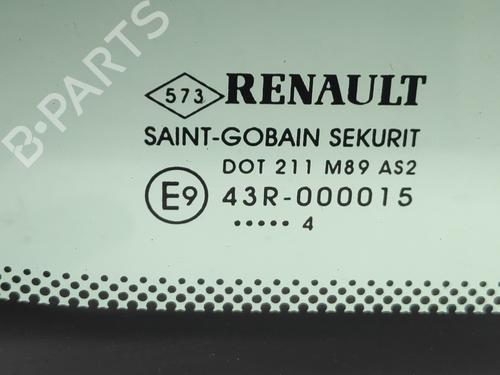 B-PARTS
573 RENAULT
SAINT-GOBAIN SEKURIT
DOT 211 M89 AS2
E9 43R-000015
..... 4